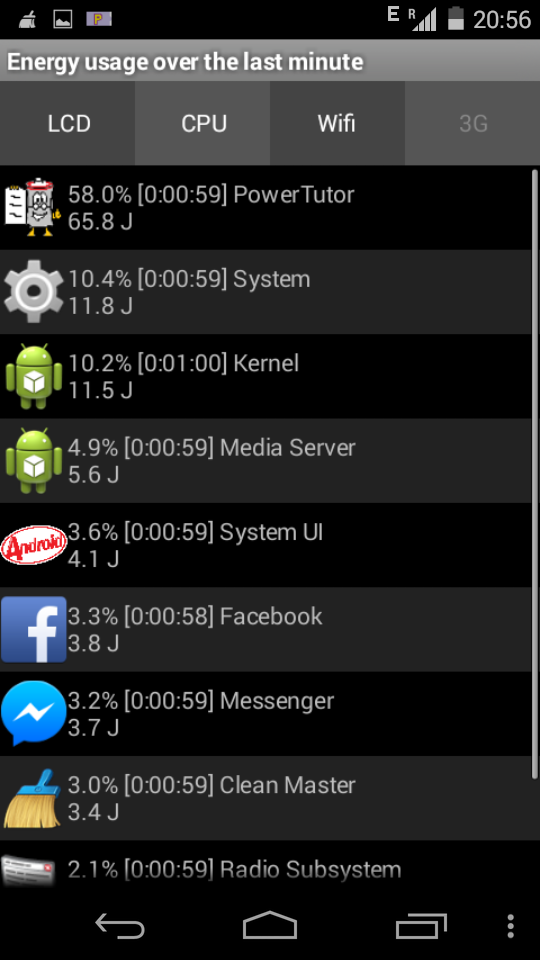 E R 20:56
Energy usage over the last minute
LCD CPU Wifi 3G
58.0% [0:00:59] PowerTutor
65.8 J
10.4% [0:00:59] System
11.8 J
10.2% [0:01:00] Kernel
11.5 J
4.9% [0:00:59] Media Server
5.6 J
Android
3.6% [0:00:59] System UI
4.1 J
3.3% [0:00:58] Facebook
3.8 J
3.2% [0:00:59] Messenger
3.7 J
3.0% [0:00:59] Clean Master
3.4 J
2.1% [0:00:59] Radio Subsystem